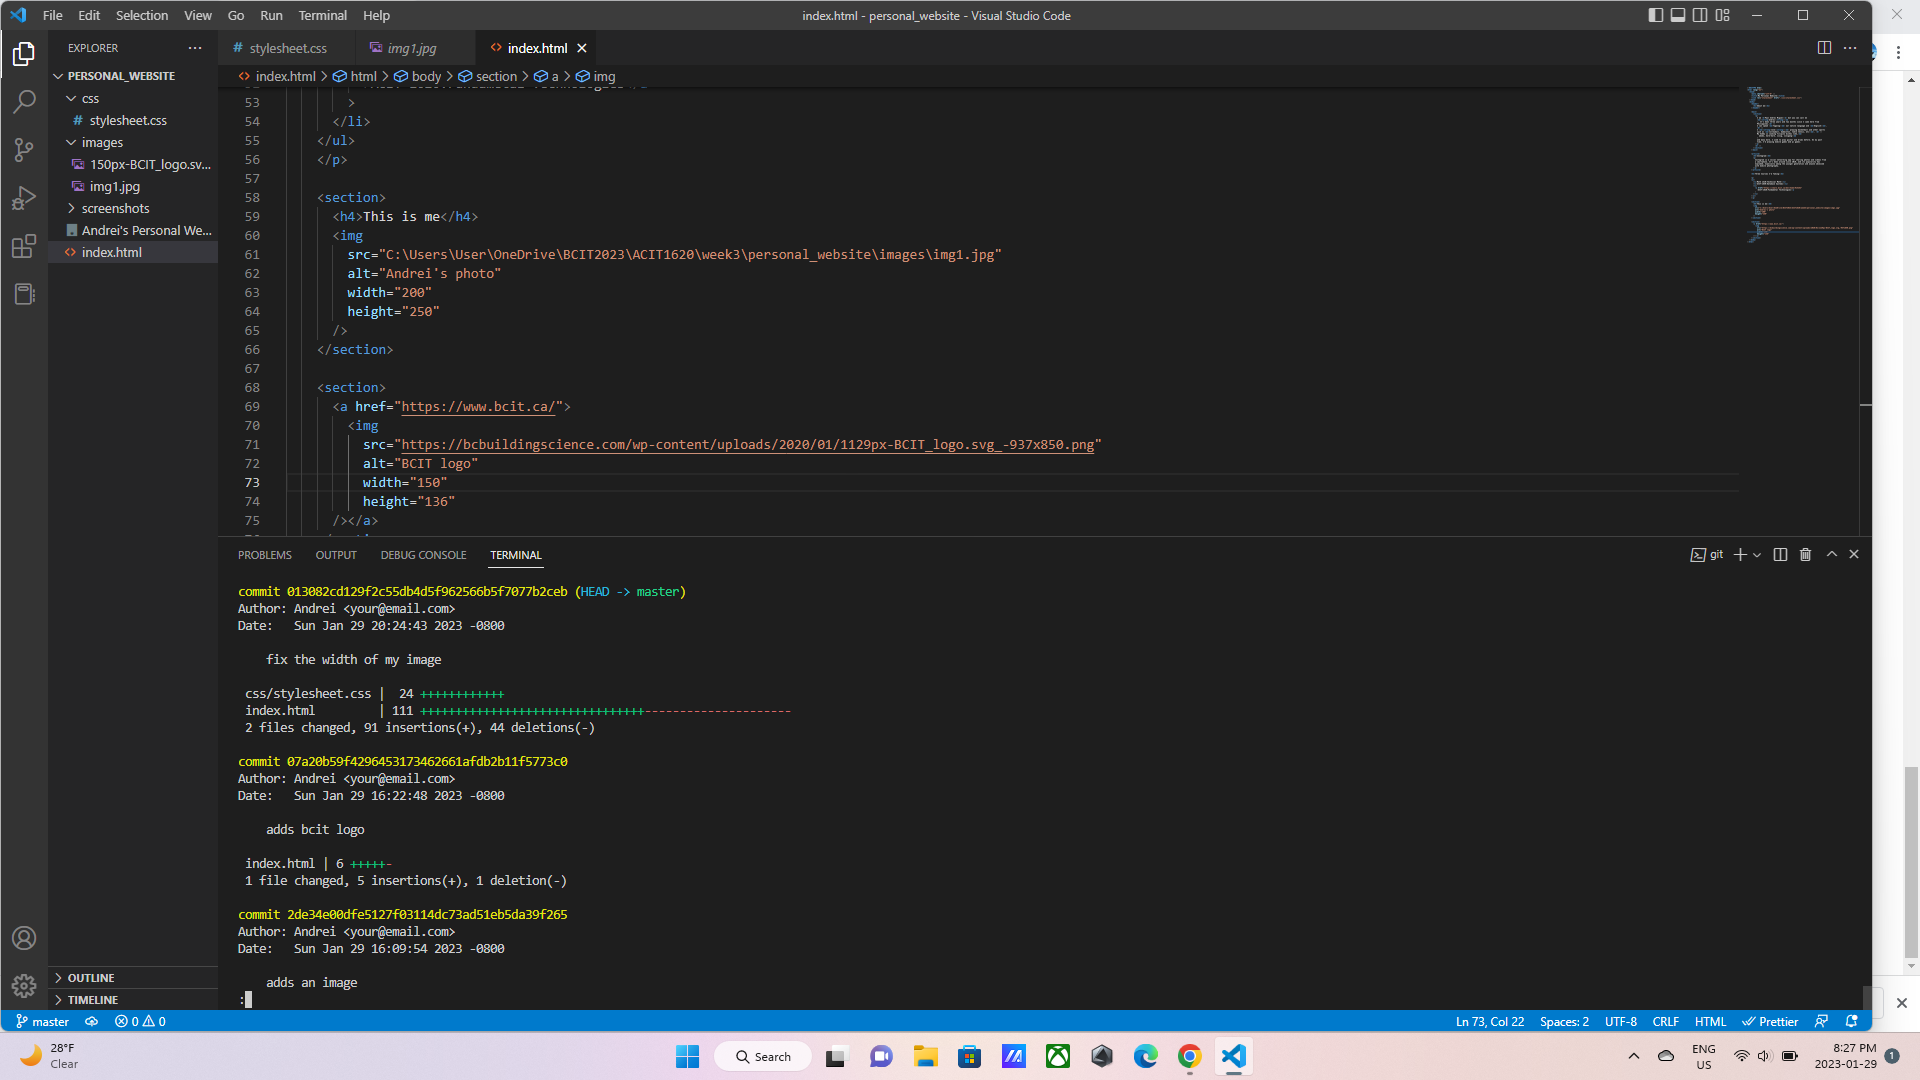 File Edit Selection View Go Run Terminal Help
index.html - personal_website - Visual Studio Code
EXPLORER
PERSONAL_WEBSITE
css
stylesheet.css
images
150px-BCIT_logo.sv...
img1.jpg
screenshots
Andrei's Personal We...
index.html
OUTLINE
TIMELINE
stylesheet.css img1.jpg index.html
index.html > html > body > section > a > img
53 >
54 </li>
55 </ul>
56 </p>
57
58 <section>
59 <h4>This is me</h4>
60 <img
61 src="C:\Users\User\OneDrive\BCIT2023\ACIT1620\week3\personal_website\images\img1.jpg"
62 alt="Andrei's photo"
63 width="200"
64 height="250"
65 />
66 </section>
67
68 <section>
69 <a href="https://www.bcit.ca/">
70 <img
71 src="https://bcbuildingscience.com/wp-content/uploads/2020/01/1129px-BCIT_logo.svg_-937x850.png"
72 alt="BCIT logo"
73 width="150"
74 height="136"
75 /></a>
PROBLEMS OUTPUT DEBUG CONSOLE TERMINAL
git
commit 013082cd129f2c55db4d5f962566b5f7077b2ceb (HEAD -> master)
Author: Andrei <your@email.com>
Date: Sun Jan 29 20:24:43 2023 -0800
fix the width of my image
css/stylesheet.css | 24 ++++++++++++
index.html | 111 ++++++++++++++++++++++++++++++++---------------------
2 files changed, 91 insertions(+), 44 deletions(-)
commit 07a20b59f4296453173462661afdb2b11f5773c0
Author: Andrei <your@email.com>
Date: Sun Jan 29 16:22:48 2023 -0800
adds bcit logo
index.html | 6 +++++-
1 file changed, 5 insertions(+), 1 deletion(-)
commit 2de34e00dfe5127f03114dc73ad51eb5da39f265
Author: Andrei <your@email.com>
Date: Sun Jan 29 16:09:54 2023 -0800
adds an image
:
master 0 0
Ln 73, Col 22 Spaces: 2 UTF-8 CRLF HTML Prettier
28°F
Clear
Search
ENG
US
8:27 PM
2023-01-29
1